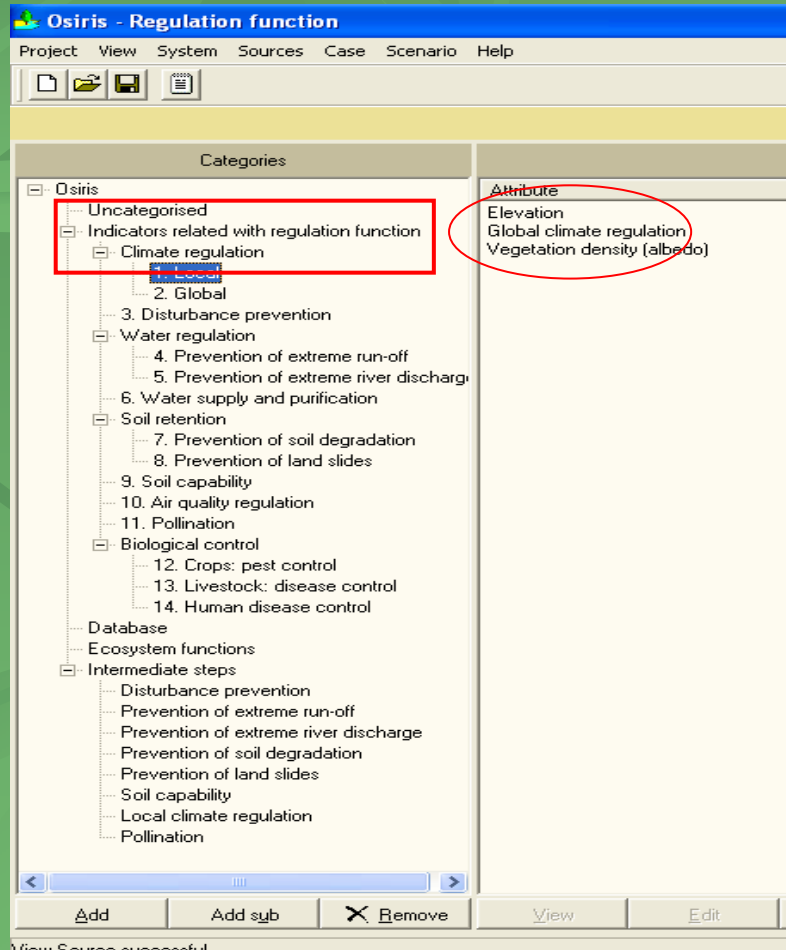 Osiris - Regulation function
Project View System Sources Case Scenario Help
Categories
Osiris
Uncategorised
Indicators related with regulation function
Climate regulation
1. Local
2. Global
3. Disturbance prevention
Water regulation
4. Prevention of extreme run-off
5. Prevention of extreme river discharg
6. Water supply and purification
Soil retention
7. Prevention of soil degradation
8. Prevention of land slides
9. Soil capability
10. Air quality regulation
11. Pollination
Biological control
12. Crops: pest control
13. Livestock: disease control
14. Human disease control
Database
Ecosystem functions
Intermediate steps
Disturbance prevention
Prevention of extreme run-off
Prevention of extreme river discharge
Prevention of soil degradation
Prevention of land slides
Soil capability
Local climate regulation
Pollination
Attribute
Elevation
Global climate regulation
Vegetation density (albedo)
Add Add sub Remove View Edit
View Source successful